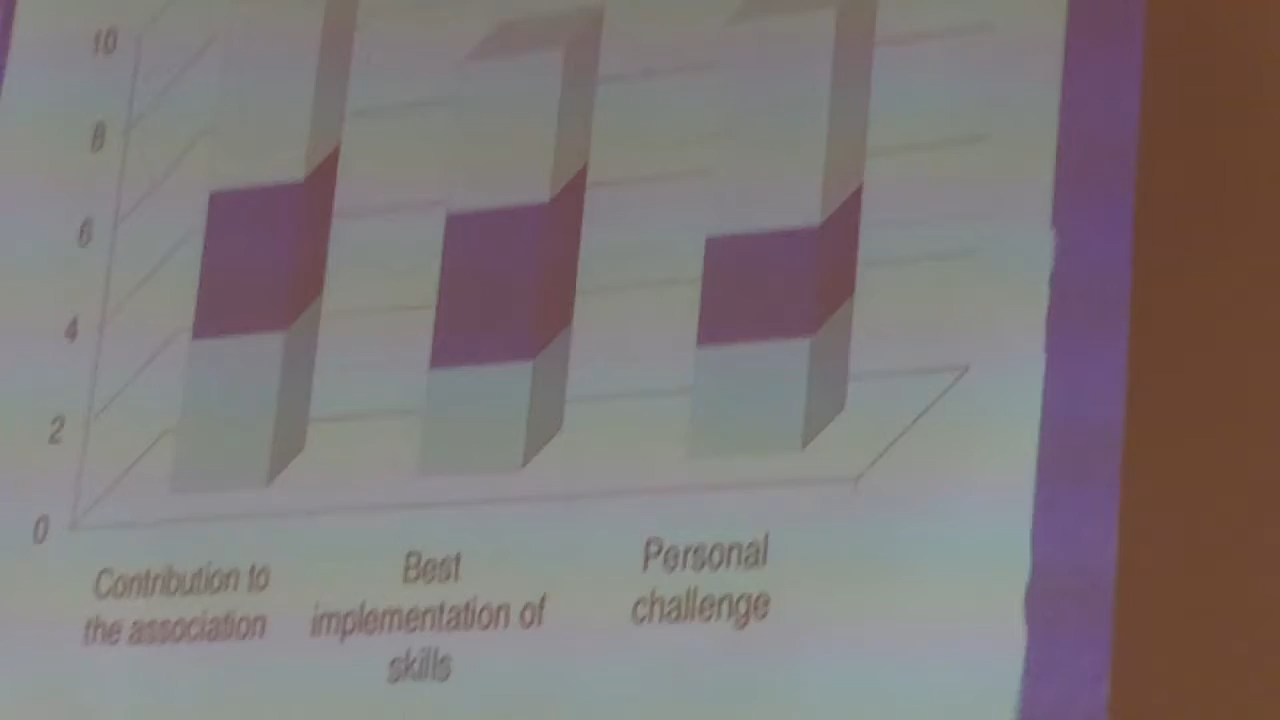 10
8
6
4
2
0
Contribution to
the association
Best
implementation of
skills
Personal
challenge